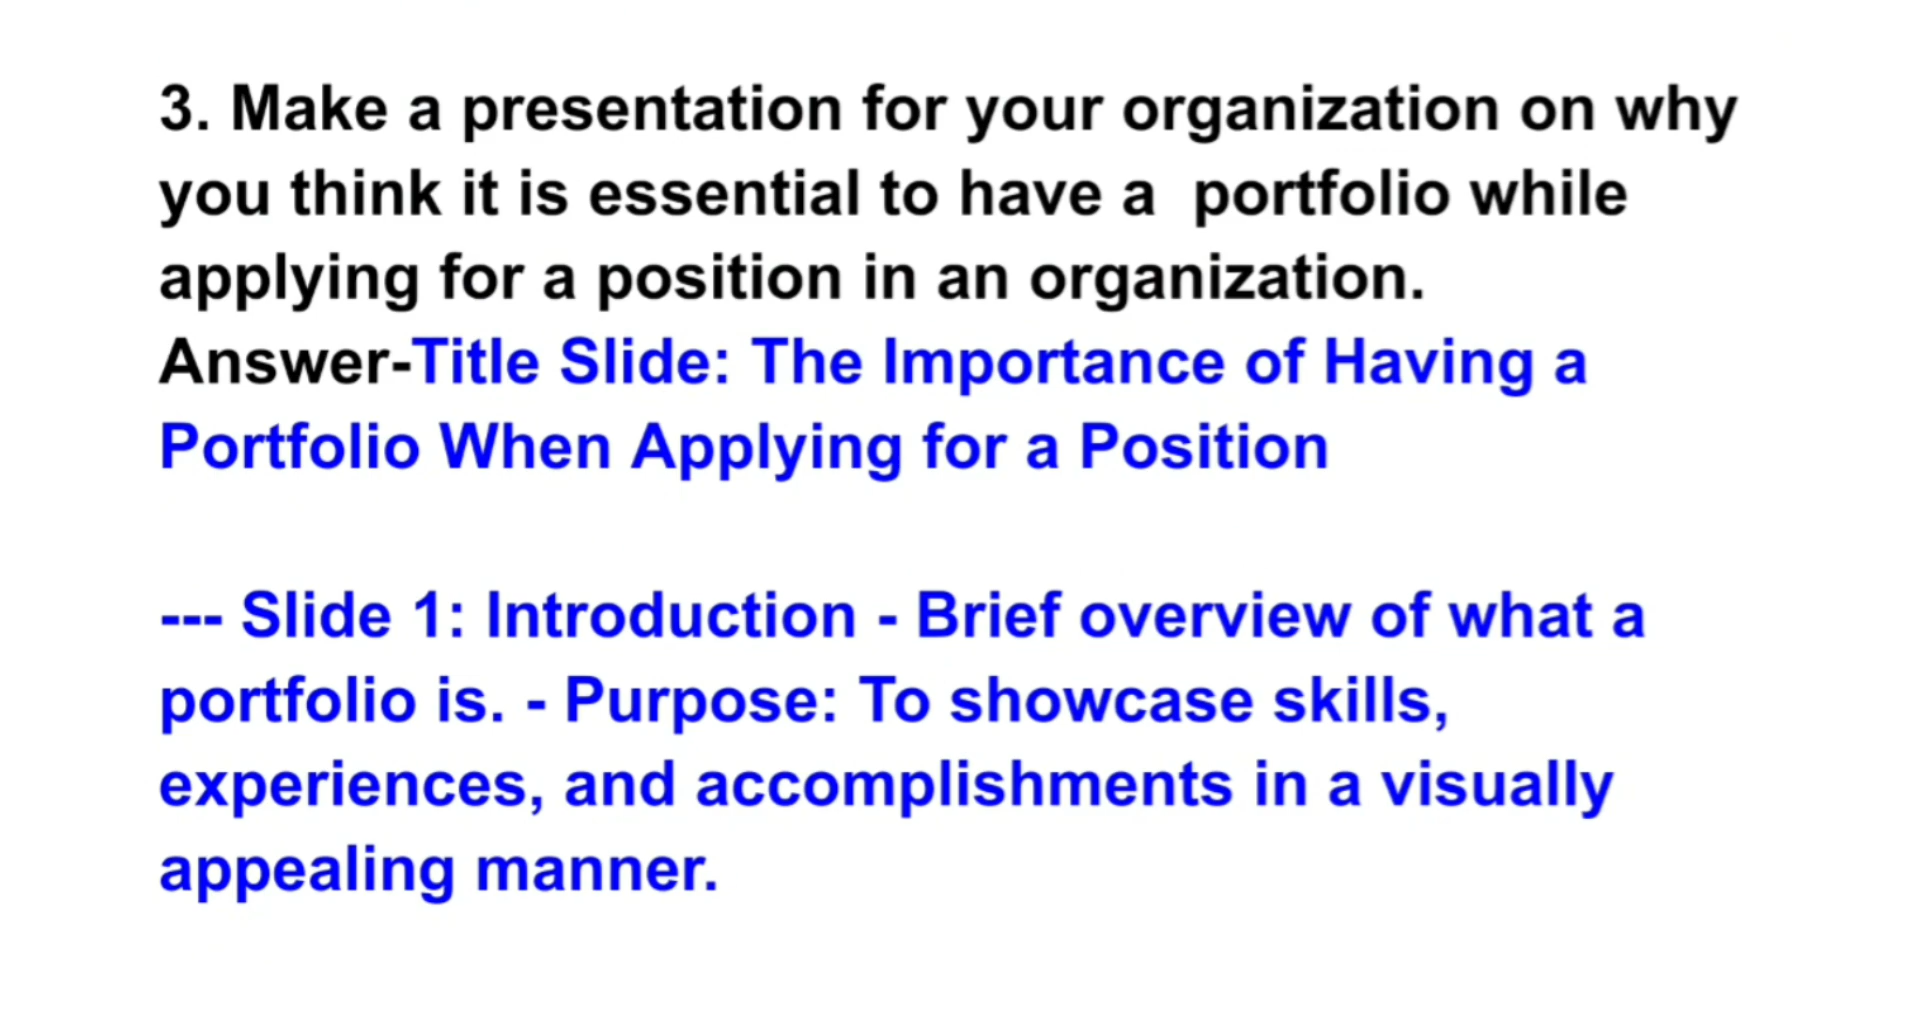 3. Make a presentation for your organization on why
you think it is essential to have a  portfolio while
applying for a position in an organization.
Answer-Title Slide: The Importance of Having a
Portfolio When Applying for a Position
--- Slide 1: Introduction - Brief overview of what a
portfolio is. - Purpose: To showcase skills,
experiences, and accomplishments in a visually
appealing manner.